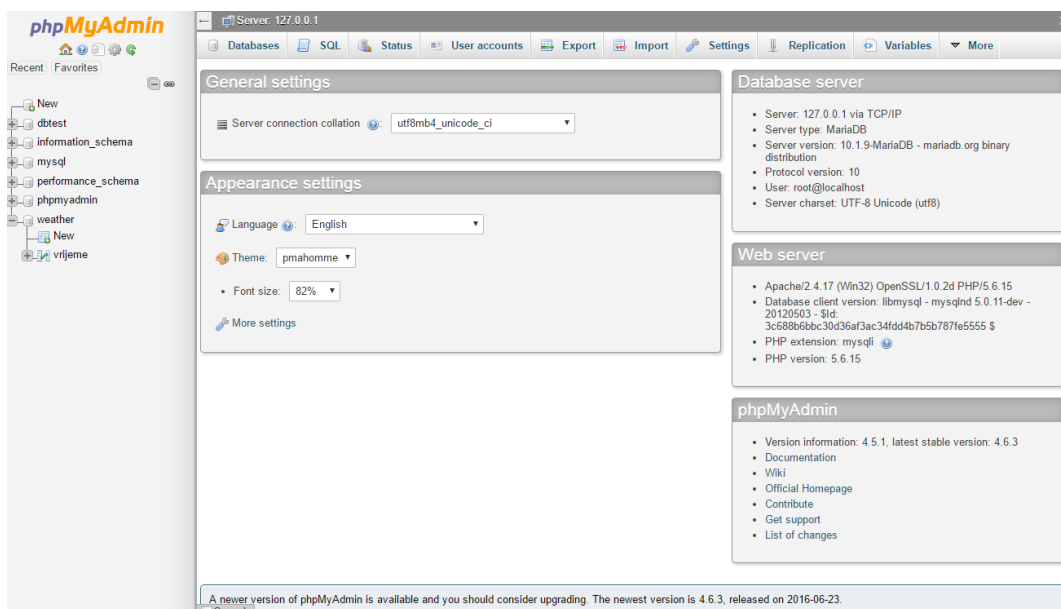 phpMyAdmin
Recent Favorites
New
dbtest
information_schema
mysql
performance_schema
phpmyadmin
weather
New
vrijeme
Server: 127.0.0.1
Databases SQL Status User accounts Export Import Settings Replication Variables More
General settings
Server connection collation : utf8mb4_unicode_ci
Appearance settings
Language : English
Theme: pmahomme
Font size: 82%
More settings
Database server
Server: 127.0.0.1 via TCP/IP
Server type: MariaDB
Server version: 10.1.9-MariaDB - mariadb.org binary
distribution
Protocol version: 10
User: root@localhost
Server charset: UTF-8 Unicode (utf8)
Web server
Apache/2.4.17 (Win32) OpenSSL/1.0.2d PHP/5.6.15
Database client version: libmysql - mysqlnd 5.0.11-dev -
20120503 - $Id:
3c688b6bbc30d36af3ac34fdd4b7b5b787fe5555 $
PHP extension: mysqli
PHP version: 5.6.15
phpMyAdmin
Version information: 4.5.1, latest stable version: 4.6.3
Documentation
Wiki
Official Homepage
Contribute
Get support
List of changes
A newer version of phpMyAdmin is available and you should consider upgrading. The newest version is 4.6.3, released on 2016-06-23.